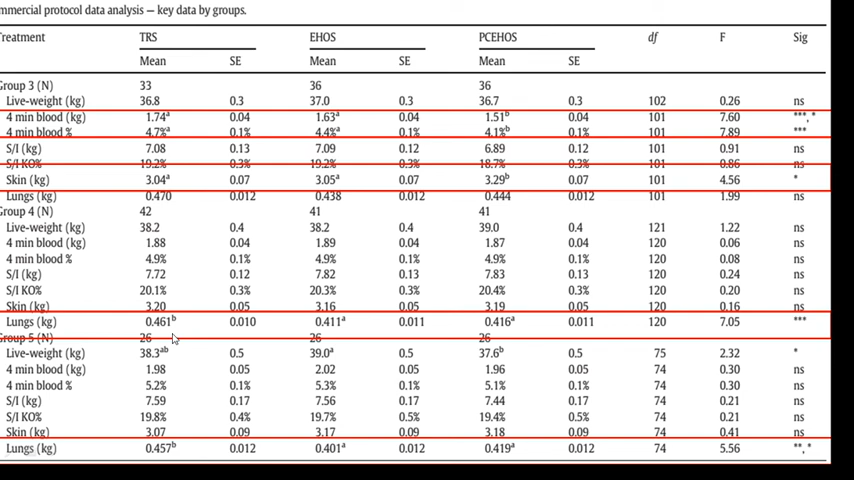 mmercial protocol data analysis — key data by groups.
Treatment TRS EHOS PCEHOS df F Sig
Mean SE Mean SE Mean SE
Group 3 (N) 33 36 36
Live-weight (kg) 36.8 0.3 37.0 0.3 36.7 0.3 102 0.26 ns
4 min blood (kg) 1.74a 0.04 1.63a 0.04 1.51b 0.04 101 7.60 ***, *
4 min blood % 4.7%a 0.1% 4.4%a 0.1% 4.1%b 0.1% 101 7.89 ***
S/I (kg) 7.08 0.13 7.09 0.12 6.89 0.12 101 0.91 ns
S/I KO% 19.2% 0.3% 19.2% 0.3% 18.7% 0.3% 101 0.86 ns
Skin (kg) 3.04a 0.07 3.05a 0.07 3.29b 0.07 101 4.56 *
Lungs (kg) 0.470 0.012 0.438 0.012 0.444 0.012 101 1.99 ns
Group 4 (N) 42 41 41
Live-weight (kg) 38.2 0.4 38.2 0.4 39.0 0.4 121 1.22 ns
4 min blood (kg) 1.88 0.04 1.89 0.04 1.87 0.04 120 0.06 ns
4 min blood % 4.9% 0.1% 4.9% 0.1% 4.9% 0.1% 120 0.08 ns
S/I (kg) 7.72 0.12 7.82 0.13 7.83 0.13 120 0.24 ns
S/I KO% 20.1% 0.3% 20.3% 0.3% 20.4% 0.3% 120 0.20 ns
Skin (kg) 3.20 0.05 3.16 0.05 3.19 0.05 120 0.16 ns
Lungs (kg) 0.461b 0.010 0.411a 0.011 0.416a 0.011 120 7.05 ***
Group 5 (N) 26 26 26
Live-weight (kg) 38.3ab 0.5 39.0a 0.5 37.6b 0.5 75 2.32 *
4 min blood (kg) 1.98 0.05 2.02 0.05 1.96 0.05 74 0.30 ns
4 min blood % 5.2% 0.1% 5.3% 0.1% 5.1% 0.1% 74 0.30 ns
S/I (kg) 7.59 0.17 7.56 0.17 7.44 0.17 74 0.21 ns
S/I KO% 19.8% 0.4% 19.7% 0.5% 19.4% 0.5% 74 0.21 ns
Skin (kg) 3.07 0.09 3.17 0.09 3.18 0.09 74 0.41 ns
Lungs (kg) 0.457b 0.012 0.401a 0.012 0.419a 0.012 74 5.56 **, *